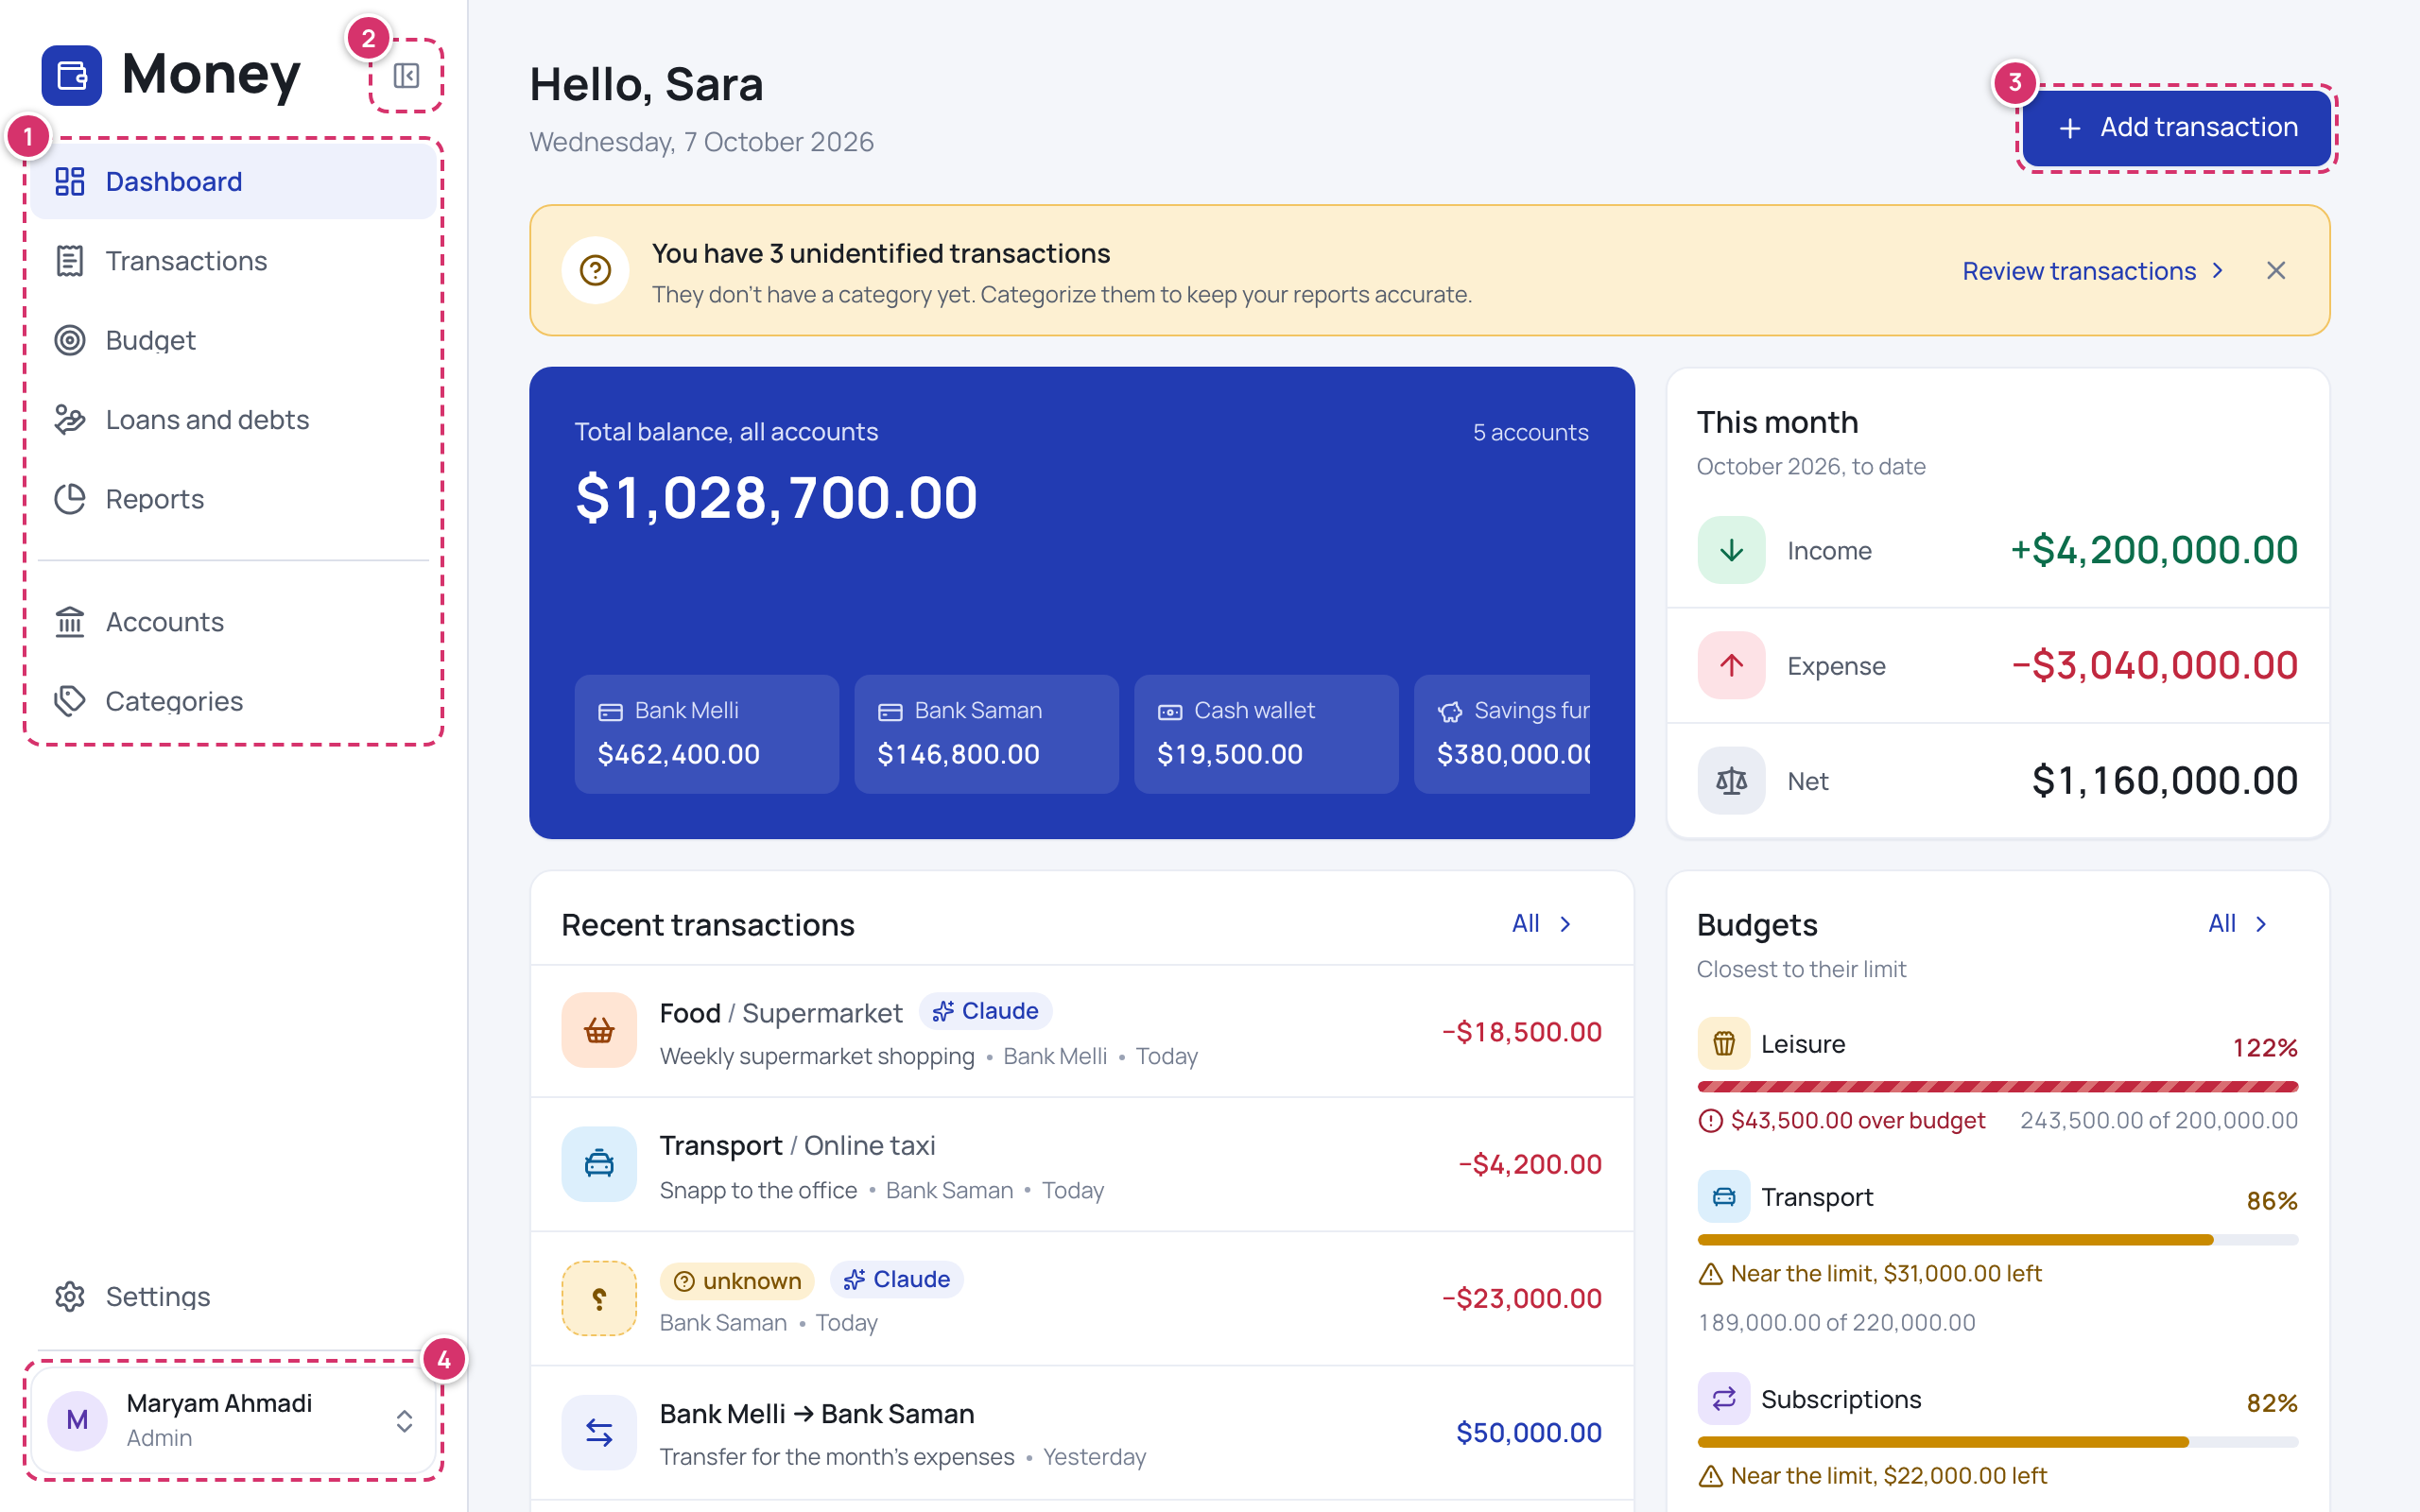 Money
2
1
Dashboard
Transactions
Budget
Loans and debts
Reports
Accounts
Categories
Settings
4
M
Maryam Ahmadi
Admin
Hello, Sara
Wednesday, 7 October 2026
3
Add transaction
You have 3 unidentified transactions
They don't have a category yet. Categorize them to keep your reports accurate.
Review transactions
Total balance, all accounts
5 accounts
$1,028,700.00
Bank Melli
$462,400.00
Bank Saman
$146,800.00
Cash wallet
$19,500.00
Savings fur
$380,000.00
This month
October 2026, to date
Income
+$4,200,000.00
Expense
−$3,040,000.00
Net
$1,160,000.00
Recent transactions
All
Food / Supermarket
Claude
Weekly supermarket shopping • Bank Melli • Today
−$18,500.00
Transport / Online taxi
Snapp to the office • Bank Saman • Today
−$4,200.00
?
unknown
Claude
Bank Saman • Today
−$23,000.00
Bank Melli → Bank Saman
Transfer for the month's expenses • Yesterday
$50,000.00
Budgets
All
Closest to their limit
Leisure
122%
$43,500.00 over budget
243,500.00 of 200,000.00
Transport
86%
Near the limit, $31,000.00 left
189,000.00 of 220,000.00
Subscriptions
82%
Near the limit, $22,000.00 left